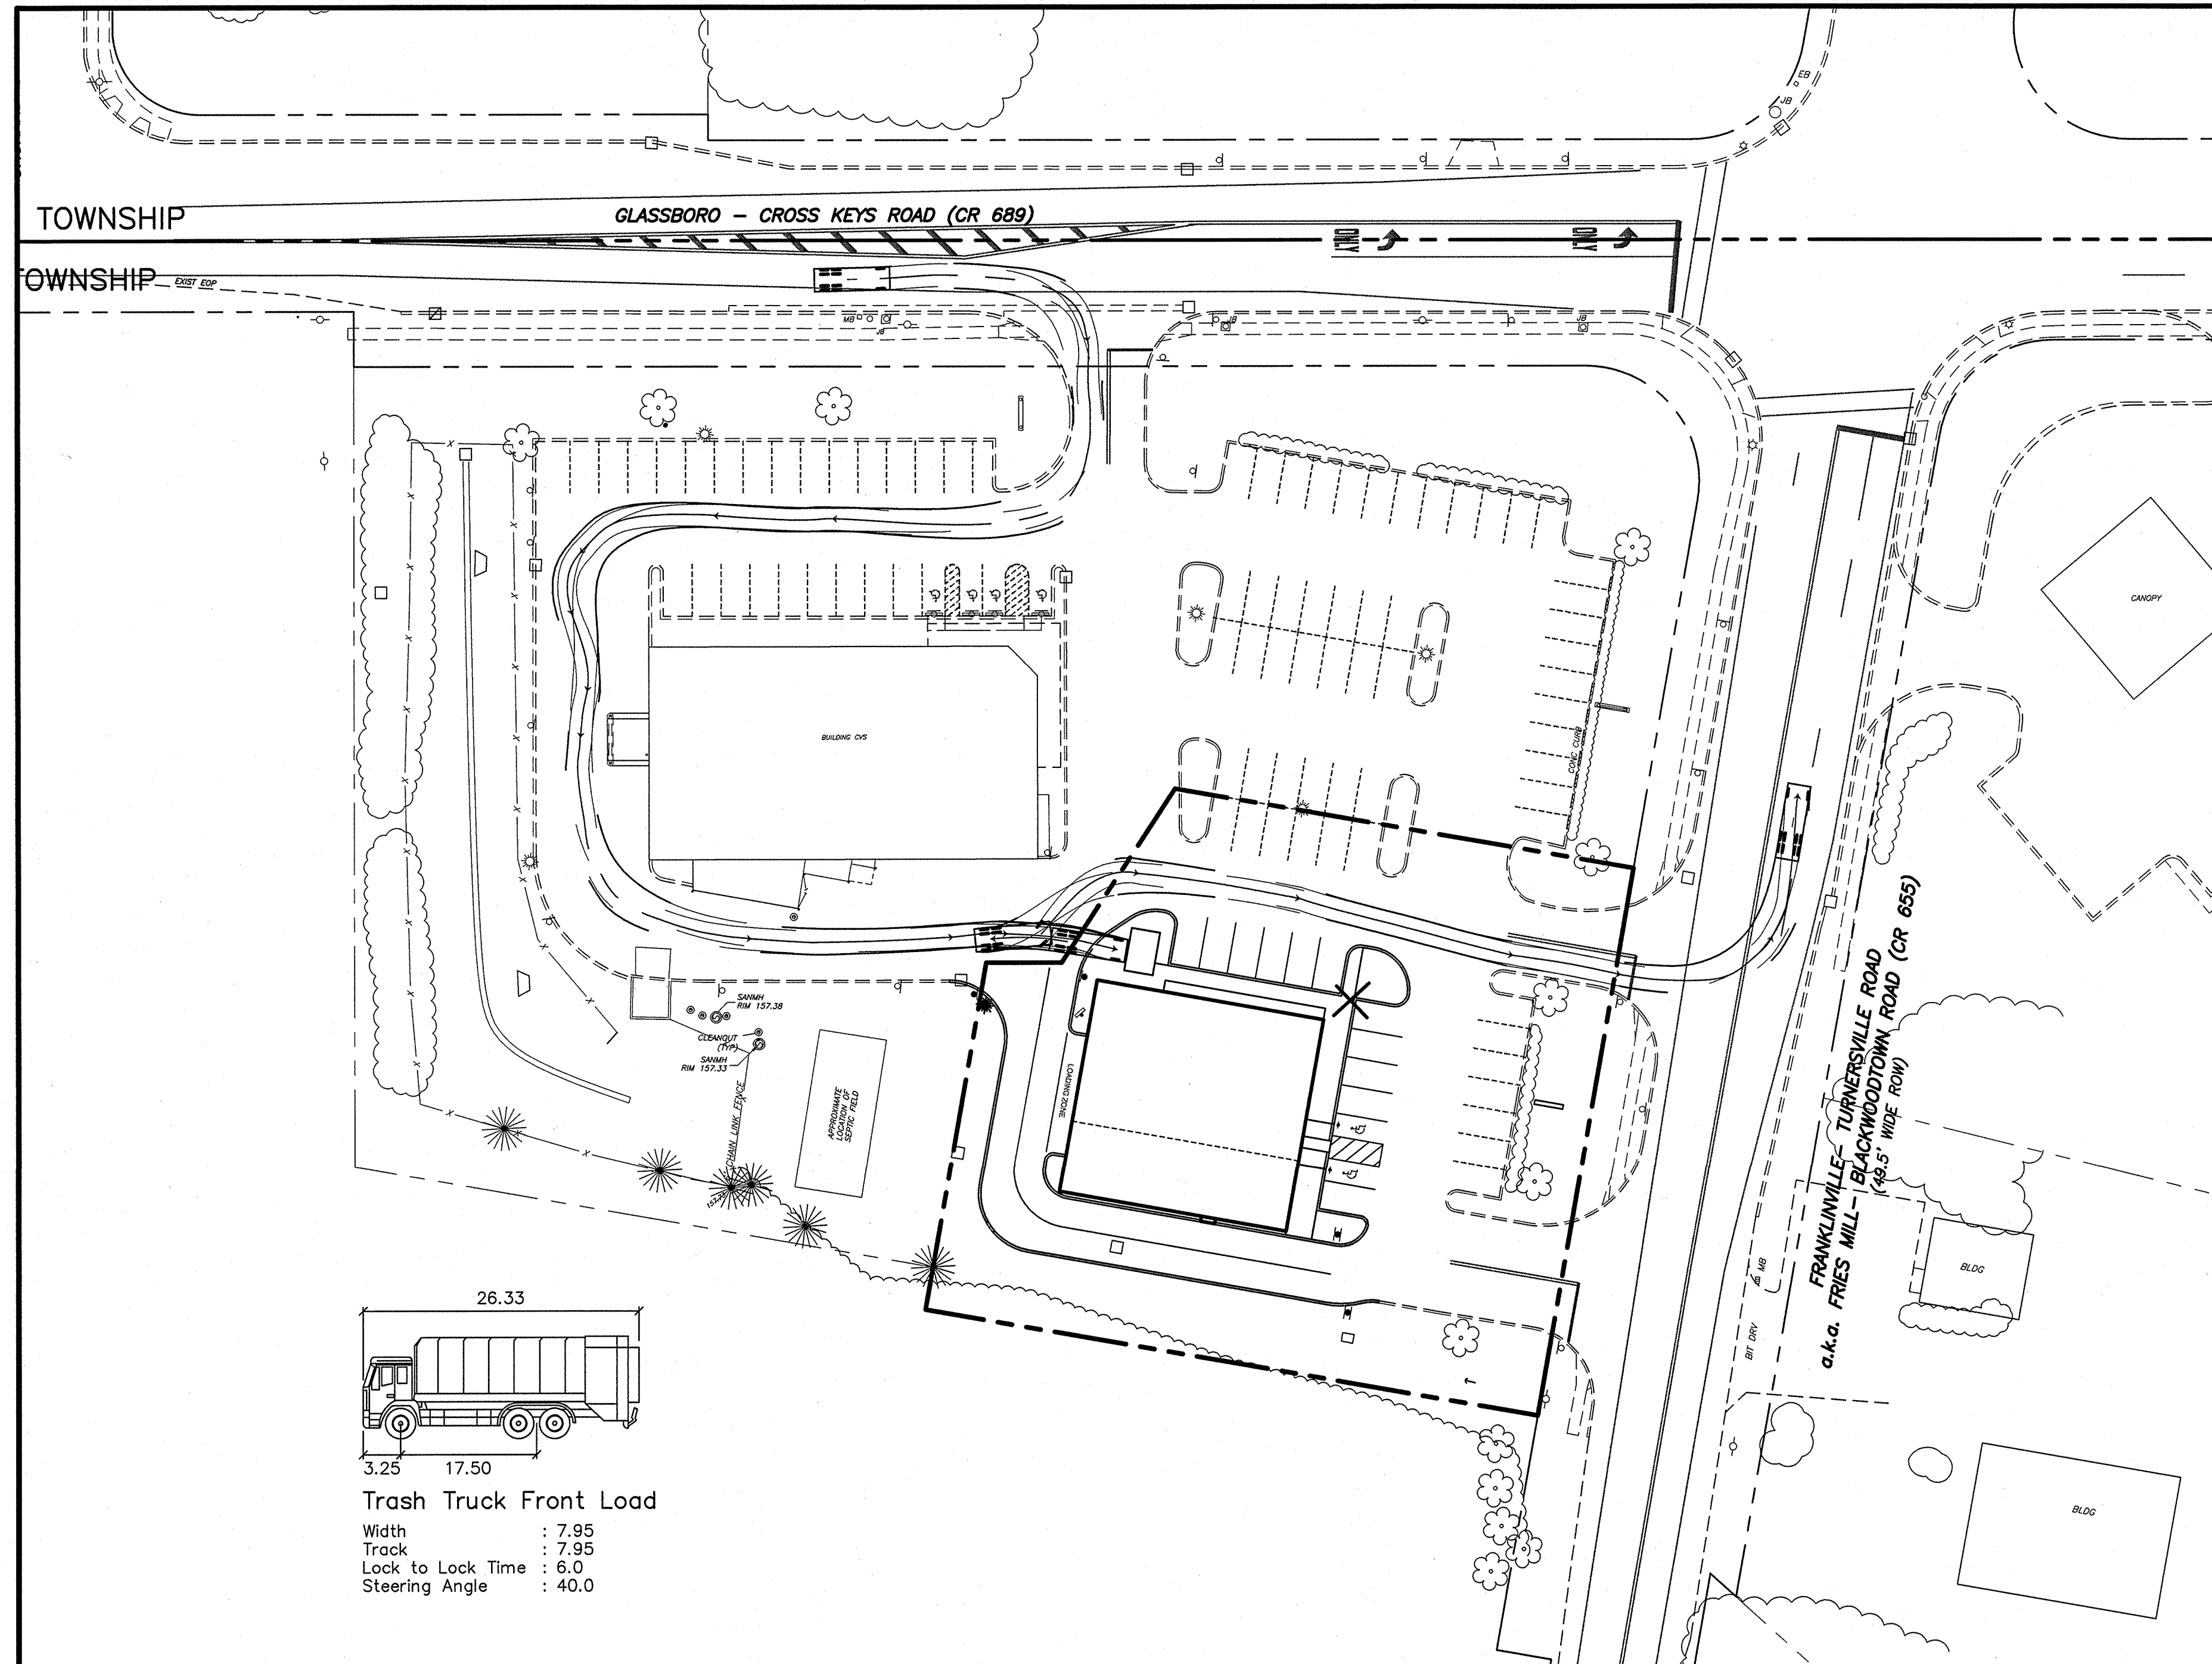 EB
JB
TOWNSHIP
GLASSBORO - CROSS KEYS ROAD (CR 689)
ONLY
ONLY
TOWNSHIP
EXIST EOP
MB
JB
JB
JB
CANOPY
BUILDING CVS
CONC CURB
SANMH
RIM 157.38
CLEANOUT
(TYP)
SANMH
RIM 157.33
CHAIN LINK FENCE
APPROXIMATE
LOCATION OF
SEPTIC FIELD
LOADING ZONE
FRANKLINVILLE - TURNERSVILLE ROAD
a.k.a. FRIES MILL - BLACKWOODTOWN ROAD (CR 655)
(49.5' WIDE ROW)
MB
BIT DRV
BLDG
BLDG
26.33
3.25
17.50
Trash Truck Front Load
Width : 7.95
Track : 7.95
Lock to Lock Time : 6.0
Steering Angle : 40.0